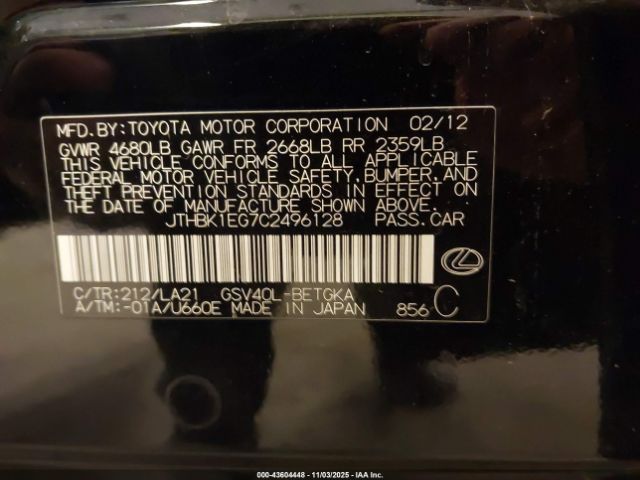 MFD.BY:TOYOTA MOTOR CORPORATION 02/12
GVWR 4680LB GAWR FR 2668LB RR 2359LB
THIS VEHICLE CONFORMS TO ALL APPLICABLE
FEDERAL MOTOR VEHICLE SAFETY,BUMPER,AND
THEFT PREVENTION STANDARDS IN EFFECT ON
THE DATE OF MANUFACTURE SHOWN ABOVE.
JTHBK1EG7C2496128 PASS.CAR
C/TR:212/LA21 GSV40L-BETGKA
A/TM:-01A/U660E MADE IN JAPAN 856 C
000-43604448 - 11/03/2025 - IAA Inc.